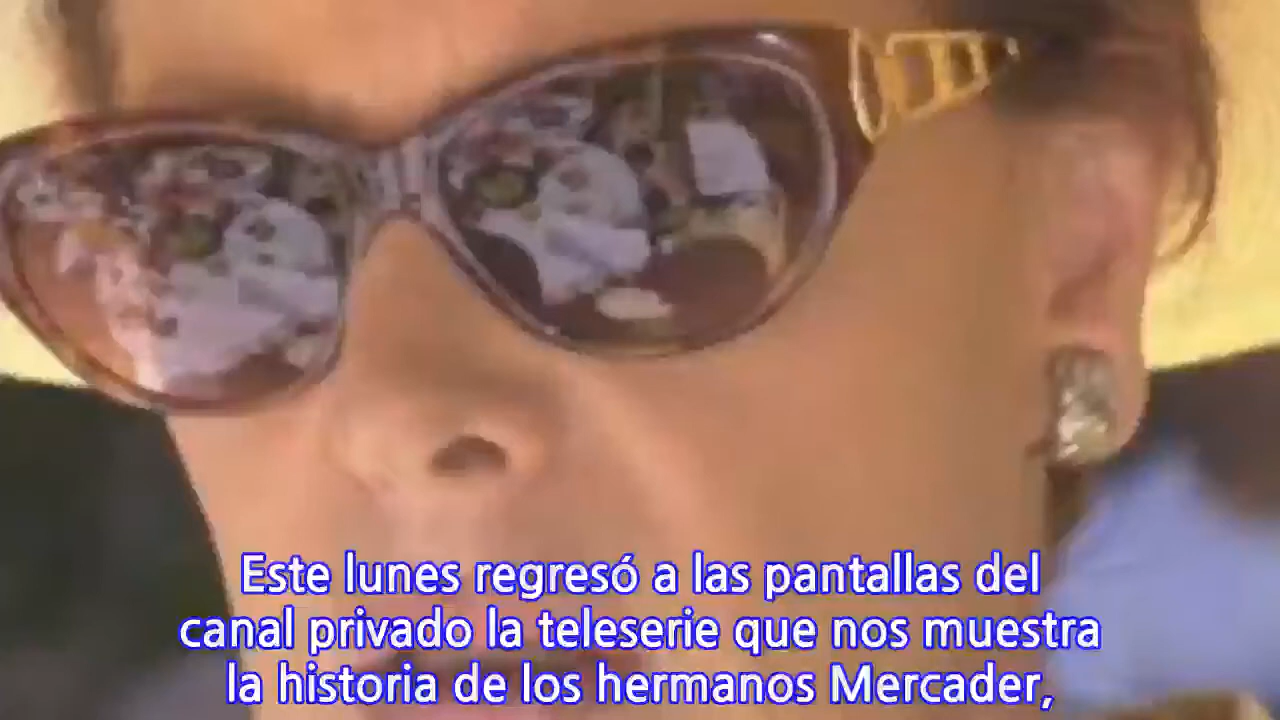 Este lunes regresó a las pantallas del
canal privado la teleserie que nos muestra
la historia de los hermanos Mercader,